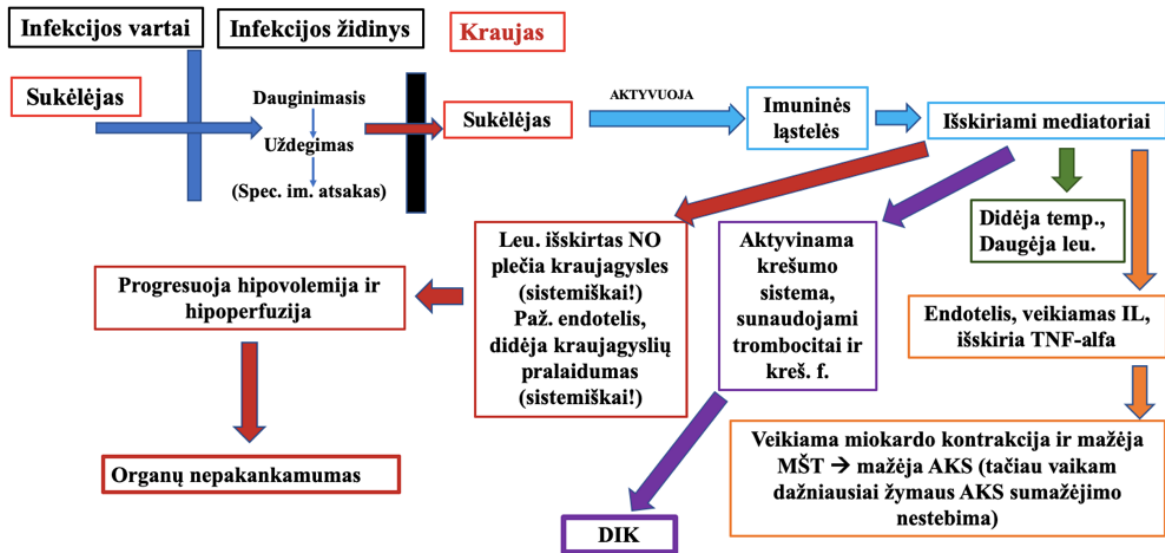 Infekcijos vartai
Infekcijos židinys
Kraujas
Sukėlėjas
Dauginimasis
Uždegimas
(Spec. im. atsakas)
Sukėlėjas
AKTYVUOJA
Imuninės
ląstelės
Išskiriami mediatoriai
Leu. išskirtas NO
plečia kraujagysles
(sistemiškai!)
Paž. endotelis,
didėja kraujagyslių
pralaidumas
(sistemiškai!)
Aktyvinama
krešumo
sistema,
sunaudojami
trombocitai ir
kreš. f.
Didėja temp.,
Daugėja leu.
Progresuoja hipovolemija ir
hipoperfuzija
Endotelis, veikiamas IL,
išskiria TNF-alfa
Organų nepakankamumas
DIK
Veikiama miokardo kontrakcija ir mažėja
MŠT → mažėja AKS (tačiau vaikam
dažniausiai žymaus AKS sumažėjimo
nestebima)